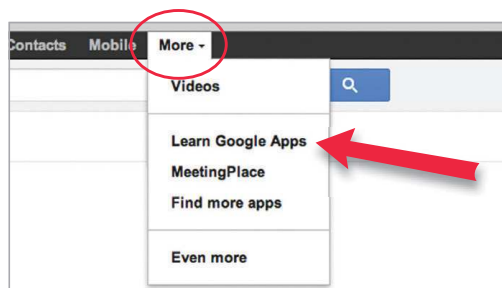 Contacts Mobile More
Videos
Learn Google Apps
MeetingPlace
Find more apps
Even more